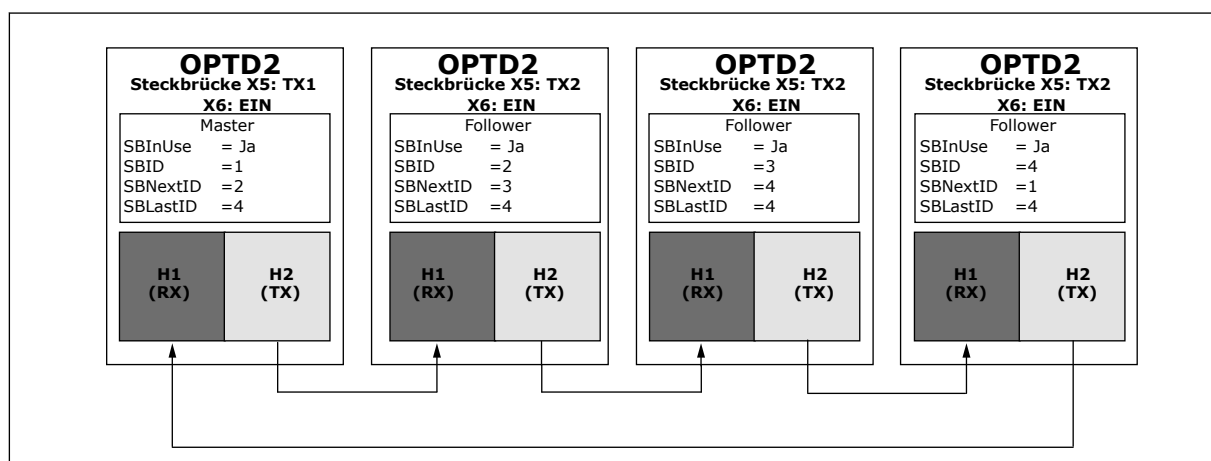 OPTD2
Steckbrücke X5: TX1
X6: EIN
Master
SBInUse = Ja
SBID =1
SBNextID =2
SBLastID =4
H1
(RX)
H2
(TX)
OPTD2
Steckbrücke X5: TX2
X6: EIN
Follower
SBInUse = Ja
SBID =2
SBNextID =3
SBLastID =4
H1
(RX)
H2
(TX)
OPTD2
Steckbrücke X5: TX2
X6: EIN
Follower
SBInUse = Ja
SBID =3
SBNextID =4
SBLastID =4
H1
(RX)
H2
(TX)
OPTD2
Steckbrücke X5: TX2
X6: EIN
Follower
SBInUse = Ja
SBID =4
SBNextID =1
SBLastID =4
H1
(RX)
H2
(TX)